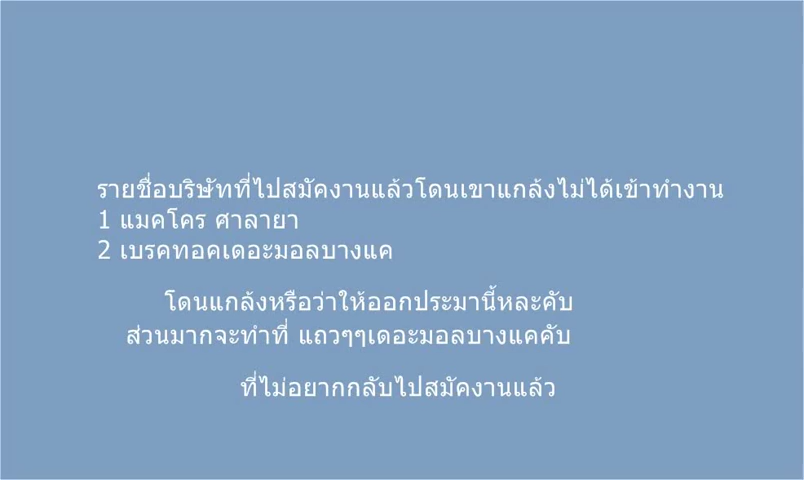 รายชื่อบริษัทที่ไปสมัคงานแล้วโดนเขาแกล้งไม่ได้เข้าทำงาน
1 แมคโคร ศาลายา
2 เบรคทอคเดอะมอลบางแค
โดนแกล้งหรือว่าให้ออกประมานี้หละคับ
ส่วนมากจะทำที่ แถวๆๆเดอะมอลบางแคคับ
ที่ไม่อยากกลับไปสมัคงานแล้ว